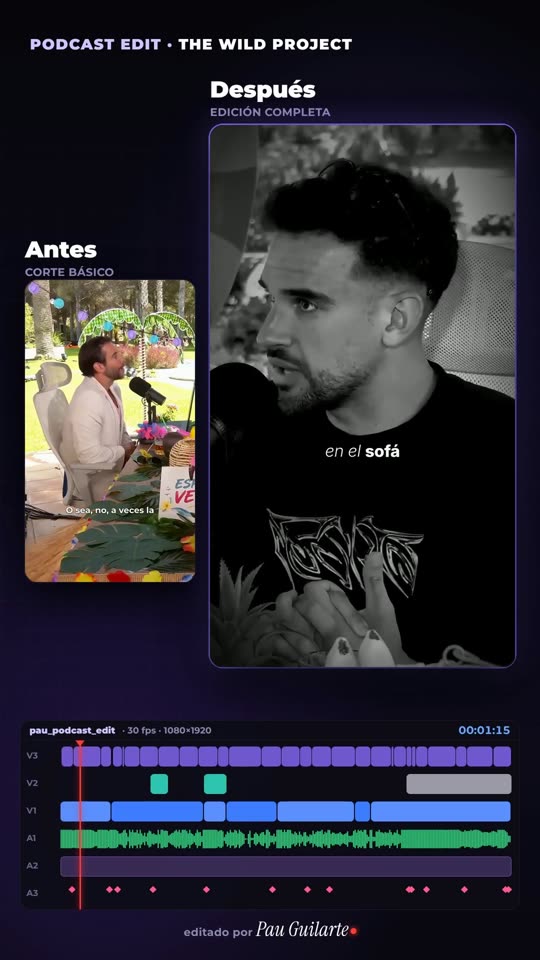 PODCAST EDIT · THE WILD PROJECT
Después
EDICIÓN COMPLETA
Antes
CORTE BÁSICO
en el sofá
O sea, no, a veces la
pau_podcast_edit · 30 fps · 1080×1920
00:01:15
V3
V2
V1
A1
A2
A3
editado por Pau Guilarte